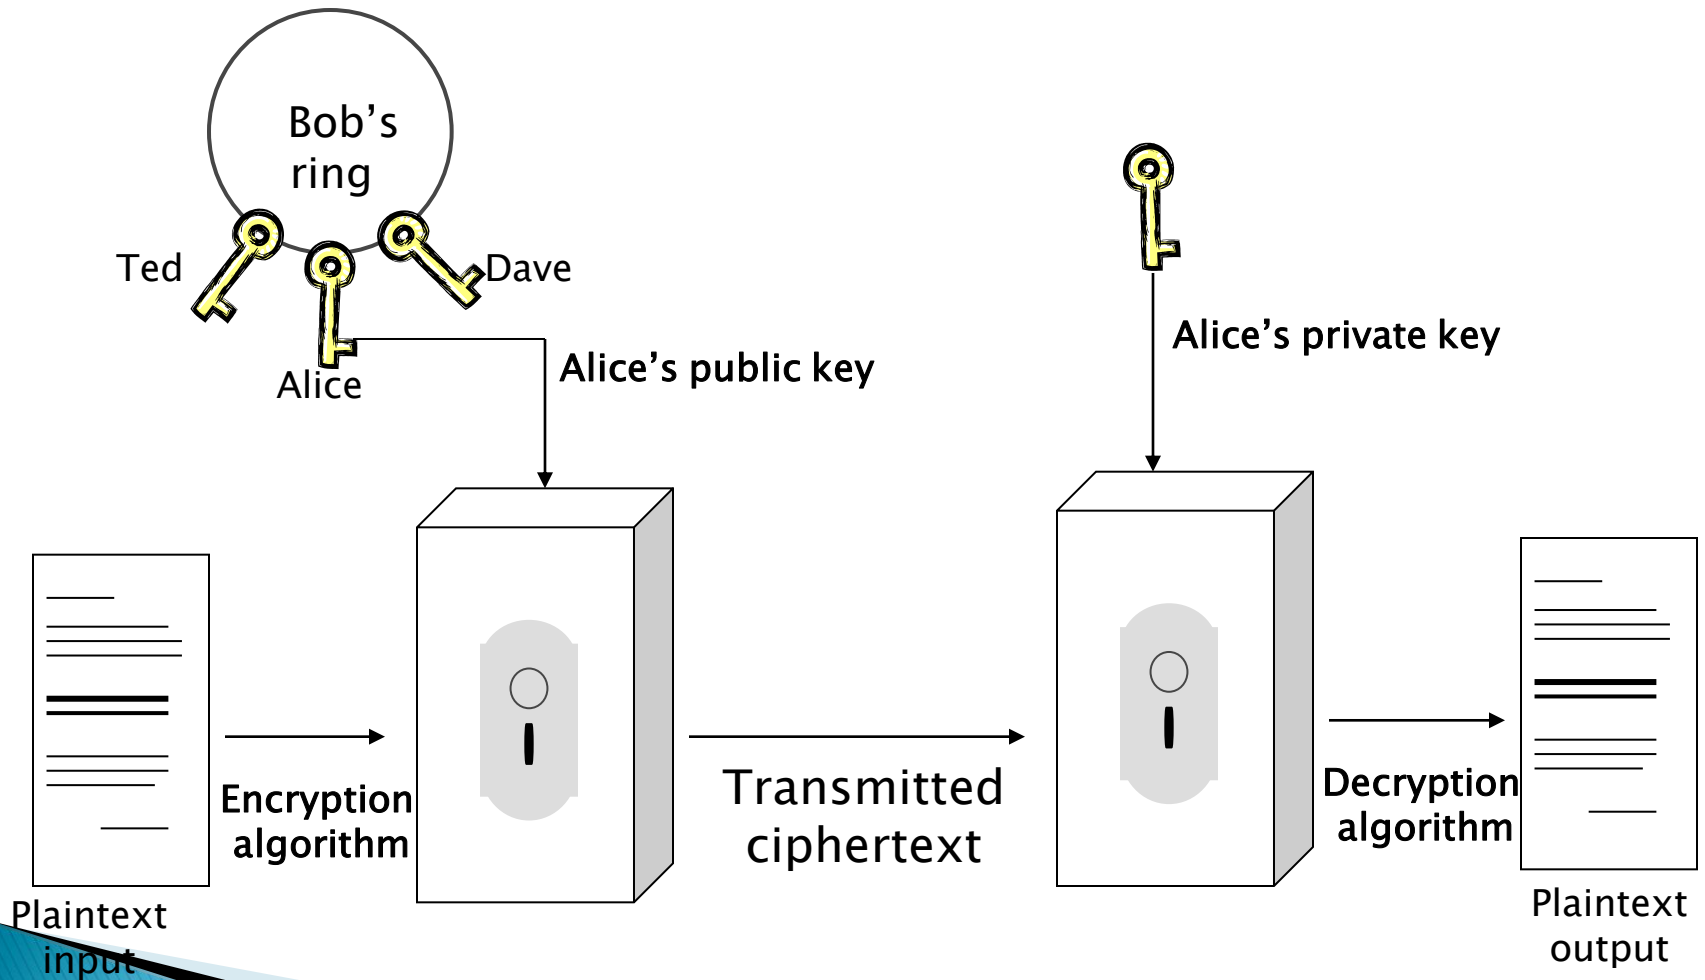 Bob's
ring
Ted
Dave
Alice
Alice's public key
Alice's private key
Encryption
algorithm
Transmitted
ciphertext
Decryption
algorithm
Plaintext
input
Plaintext
output